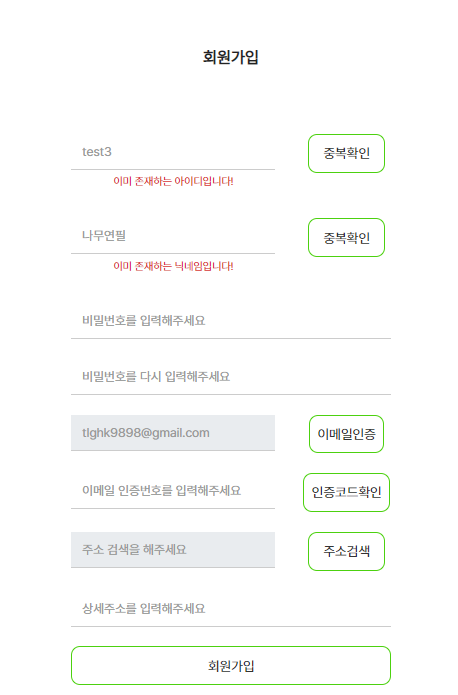 회원가입
test3
중복확인
이미 존재하는 아이디입니다!
나무연필
중복확인
이미 존재하는 닉네임입니다!
비밀번호를 입력해주세요
비밀번호를 다시 입력해주세요
tlghk9898@gmail.com
이메일인증
이메일 인증번호를 입력해주세요
인증코드확인
주소 검색을 해주세요
주소검색
상세주소를 입력해주세요
회원가입